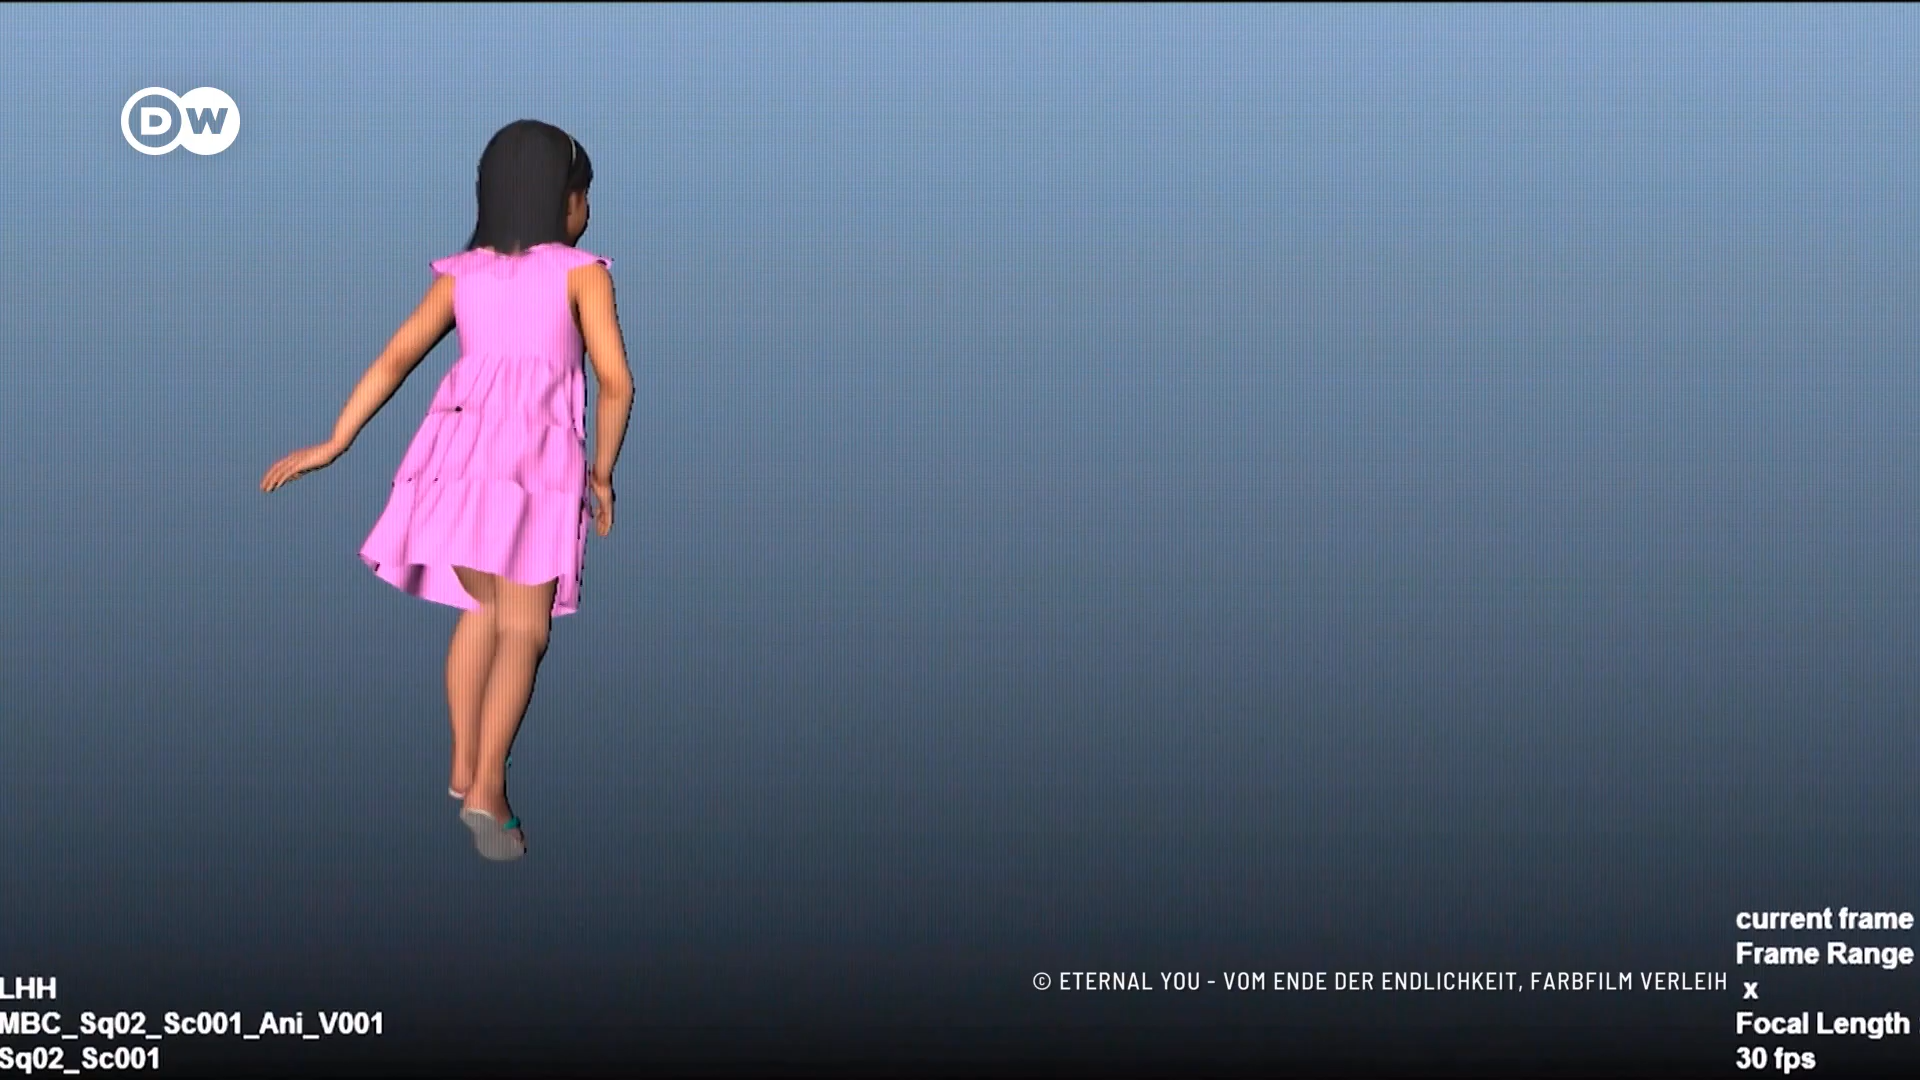 DW
current frame
Frame Range
© ETERNAL YOU - VOM ENDE DER ENDLICHKEIT, FARBFILM VERLEIH
x
LHH
MBC_Sq02_Sc001_Ani_V001
Focal Length
Sq02_Sc001
30 fps